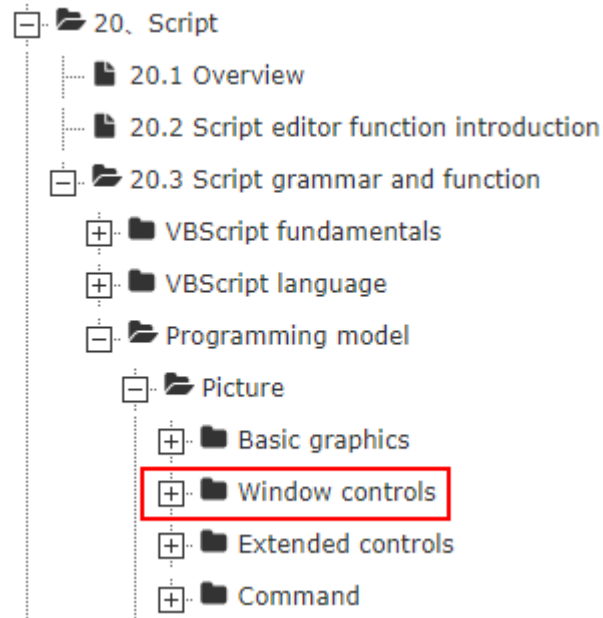 20、Script
20.1 Overview
20.2 Script editor function introduction
20.3 Script grammar and function
VBScript fundamentals
VBScript language
Programming model
Picture
Basic graphics
Window controls
Extended controls
Command